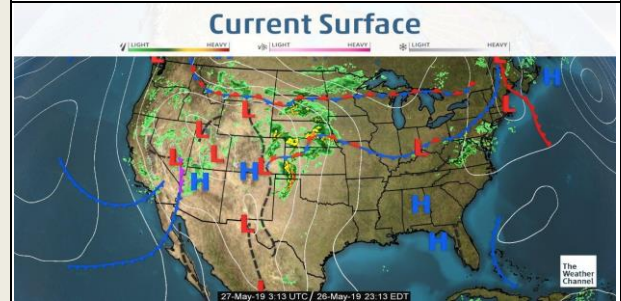 Current Surface
LIGHT HEAVY LIGHT HEAVY LIGHT HEAVY
L
L
H
L
L
L
L
L
L
H
H
L
H
L
H
L
The
Weather
Channel
27-May-19 3:13 UTC / 26-May-19 23:13 EDT